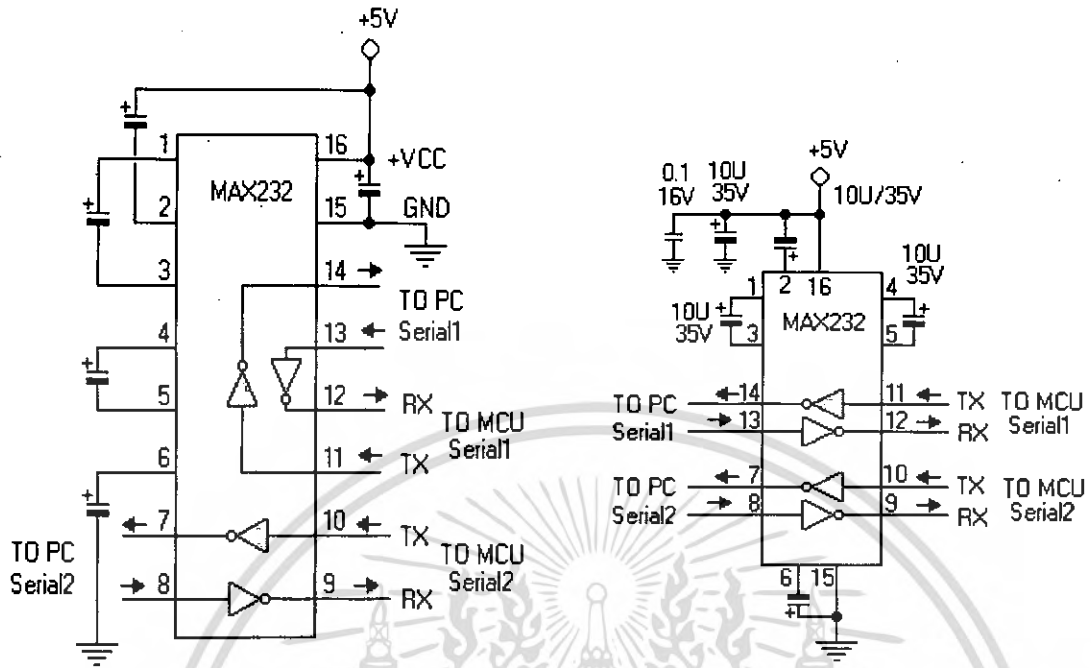 +5V
+
1
16
+VCC
MAX232
+
+
2
15
GND
3
14
TO PC
Serial1
4
13
+
5
12
RX
TO MCU
Serial1
6
11
TX
+
7
10
TX
TO PC
Serial2
TO MCU
Serial2
8
9
RX
+5V
0.1
16V
10U
35V
10U/35V
+
+
1
2
16
4
10U
35V
10U
35V
+
+
MAX232
3
5
TO PC
Serial1
14
11
TX
TO MCU
Serial1
13
12
RX
TO PC
Serial2
7
10
TX
TO MCU
Serial2
8
9
RX
6
15
+